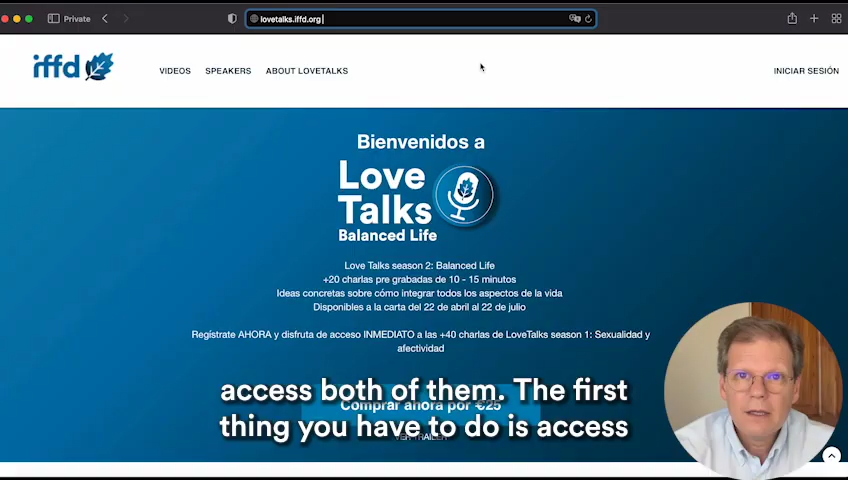 Private
lovetalks.iffd.org
iffd
VIDEOS SPEAKERS ABOUT LOVETALKS
INICIAR SESIÓN
Bienvenidos a
Love
Talks
Balanced Life
Love Talks season 2: Balanced Life
+20 charlas pre grabadas de 10 - 15 minutos
Ideas concretas sobre cómo integrar todos los aspectos de la vida
Disponibles a la carta del 22 de abril al 22 de julio
Regístrate AHORA y disfruta de acceso INMEDIATO a las +40 charlas de LoveTalks season 1: Sexualidad y
afectividad
access both of them. The first
Comprar ahora por €25
thing you have to do is access
VER TRAILER